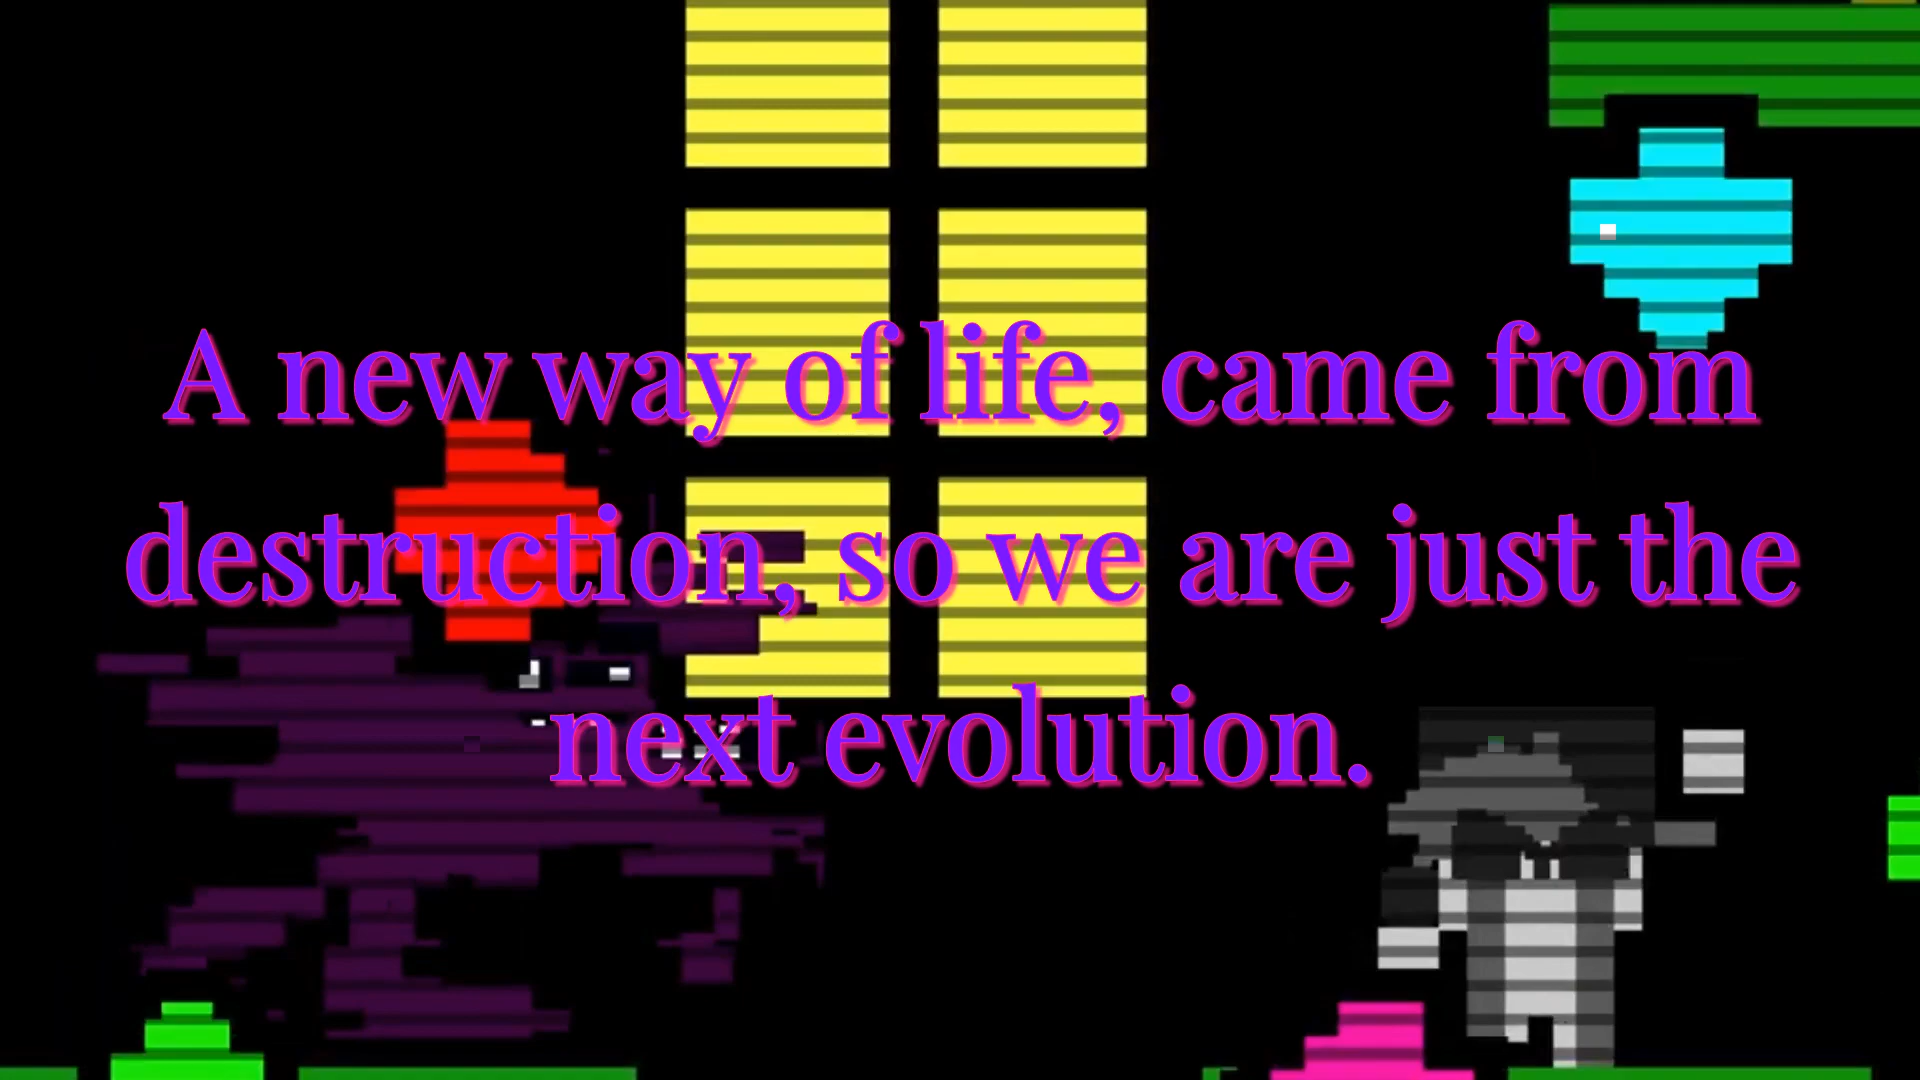 A new way of life, came from
destruction, so we are just the
next evolution.